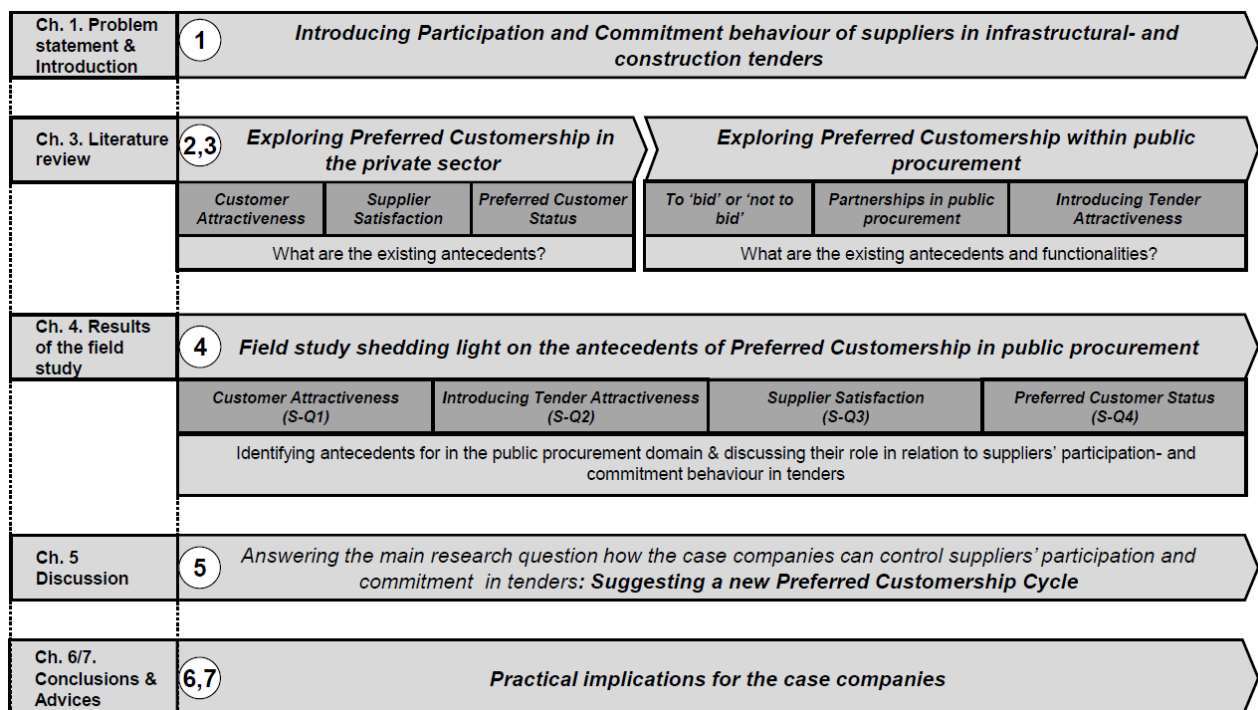 Ch. 1. Problem
statement &
Introduction
1
Introducing Participation and Commitment behaviour of suppliers in infrastructural- and
construction tenders
Ch. 3. Literature
review
2,3
Exploring Preferred Customership in
the private sector
Exploring Preferred Customership within public
procurement
Customer
Attractiveness
Supplier
Satisfaction
Preferred Customer
Status
To ‘bid’ or ‘not to
bid’
Partnerships in public
procurement
Introducing Tender
Attractiveness
What are the existing antecedents?
What are the existing antecedents and functionalities?
Ch. 4. Results
of the field
study
4
Field study shedding light on the antecedents of Preferred Customership in public procurement
Customer Attractiveness
(S-Q1)
Introducing Tender Attractiveness
(S-Q2)
Supplier Satisfaction
(S-Q3)
Preferred Customer Status
(S-Q4)
Identifying antecedents for in the public procurement domain & discussing their role in relation to suppliers’ participation- and
commitment behaviour in tenders
Ch. 5
Discussion
5
Answering the main research question how the case companies can control suppliers’ participation and
commitment in tenders: Suggesting a new Preferred Customership Cycle
Ch. 6/7.
Conclusions &
Advices
6,7
Practical implications for the case companies